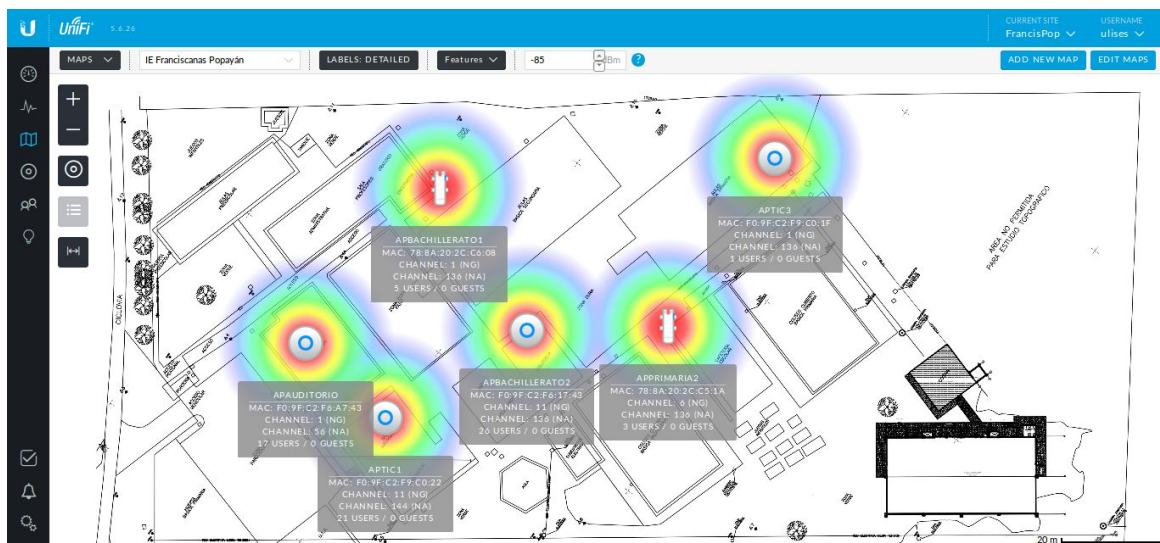 UniFi
5.6.26
CURRENT SITE
FrancisPop
USERNAME
ulises
MAPS
IE Franciscanas Popayán
LABELS: DETAILED
Features
-85
dBm
?
ADD NEW MAP
EDIT MAPS
APBACHILLERATO1
MAC: 78:8A:20:2C:C6:08
CHANNEL: 1 (NG)
CHANNEL: 136 (NA)
5 USERS / 0 GUESTS
APTIC3
MAC: F0:9F:C2:F9:C0:1F
CHANNEL: 1 (NG)
CHANNEL: 136 (NA)
1 USERS / 0 GUESTS
AREA NO PERMITIDA
PARA ESTUDIO TOPOGRAFICO
CICLOVIA
APAUDITORIO
MAC: F0:9F:C2:F6:A7:43
CHANNEL: 1 (NG)
CHANNEL: 56 (NA)
17 USERS / 0 GUESTS
APBACHILLERATO2
MAC: F0:9F:C2:F6:17:43
CHANNEL: 11 (NG)
CHANNEL: 136 (NA)
26 USERS / 0 GUESTS
APPRIMARIA2
MAC: 78:8A:20:2C:C5:1A
CHANNEL: 6 (NG)
CHANNEL: 136 (NA)
3 USERS / 0 GUESTS
APTIC1
MAC: F0:9F:C2:F9:C0:22
CHANNEL: 11 (NG)
CHANNEL: 144 (NA)
21 USERS / 0 GUESTS
20 m